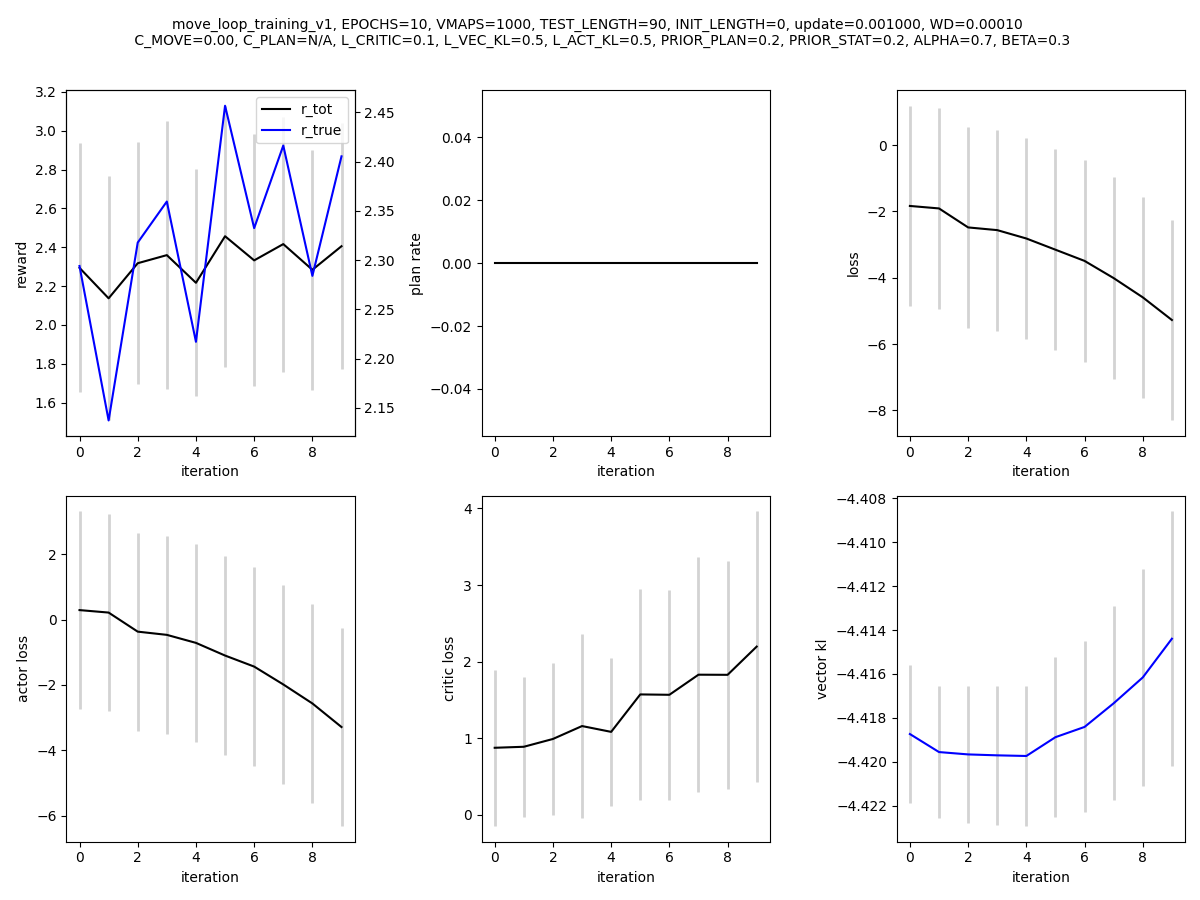 move_loop_training_v1, EPOCHS=10, VMAPS=1000, TEST_LENGTH=90, INIT_LENGTH=0, update=0.001000, WD=0.00010
C_MOVE=0.00, C_PLAN=N/A, L_CRITIC=0.1, L_VEC_KL=0.5, L_ACT_KL=0.5, PRIOR_PLAN=0.2, PRIOR_STAT=0.2, ALPHA=0.7, BETA=0.3
reward
3.2
3.0
2.8
2.6
2.4
2.2
2.0
1.8
1.6
r_tot
r_true
2.45
2.40
2.35
2.30
2.25
2.20
2.15
0 2 4 6 8
iteration
plan rate
0.04
0.02
0.00
−0.02
−0.04
0 2 4 6 8
iteration
loss
0
−2
−4
−6
−8
0 2 4 6 8
iteration
actor loss
2
0
−2
−4
−6
0 2 4 6 8
iteration
critic loss
4
3
2
1
0
0 2 4 6 8
iteration
vector kl
−4.408
−4.410
−4.412
−4.414
−4.416
−4.418
−4.420
−4.422
0 2 4 6 8
iteration